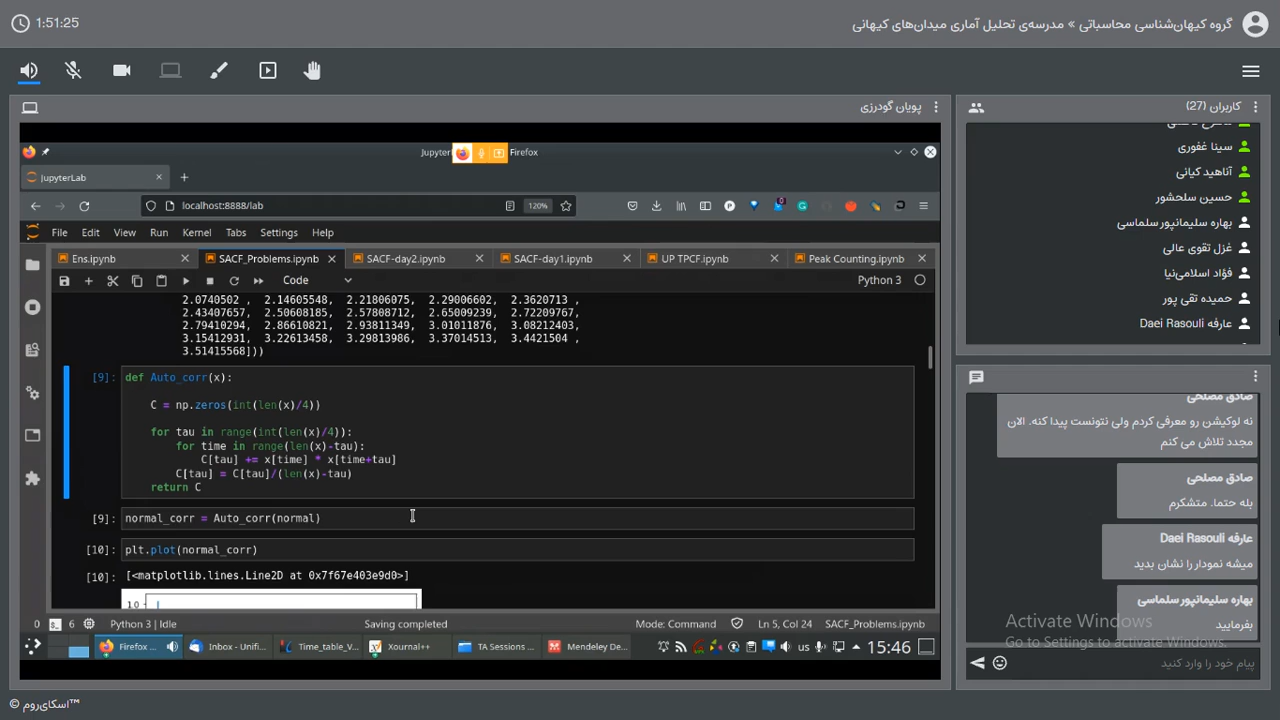 1:51:25
گروه کیهان‌شناسی محاسباتی » مدرسه‌ی تحلیل آماری میدان‌های کیهانی
پویان گودرزی
Jupyter
Firefox
JupyterLab
localhost:8888/lab
120%
File Edit View Run Kernel Tabs Settings Help
Ens.ipynb
SACF_Problems.ipynb
SACF-day2.ipynb
SACF-day1.ipynb
UP TPCF.ipynb
Peak Counting.ipynb
Code
Python 3
2.0740502 , 2.14605548, 2.21806075, 2.29006602, 2.3620713 ,
2.43407657, 2.50608185, 2.57808712, 2.65009239, 2.72209767,
2.79410294, 2.86610821, 2.93811349, 3.01011876, 3.08212403,
3.15412931, 3.22613458, 3.29813986, 3.37014513, 3.4421504 ,
3.51415568]))
[9]: def Auto_corr(x):
C = np.zeros(int(len(x)/4))
for tau in range(int(len(x)/4)):
for time in range(len(x)-tau):
C[tau] += x[time] * x[time+tau]
C[tau] = C[tau]/(len(x)-tau)
return C
[9]: normal_corr = Auto_corr(normal)
[10]: plt.plot(normal_corr)
[10]: [<matplotlib.lines.Line2D at 0x7f67e403e9d0>]
10
0 6 Python 3 | Idle Saving completed Mode: Command Ln 5, Col 24 SACF_Problems.ipynb
Firefox ...
Inbox - Unifi...
Time_table_V...
Xournal++
TA Sessions ...
Mendeley De...
us
15:46
کاربران (27)
سینا غفوری
آناهید کیانی
حسین سلحشور
بهاره سلیمانپور سلماسی
غزل تقوی عالی
فؤاد اسلامی‌نیا
حمیده تقی پور
عارفه Daei Rasouli
صادق مصلحی
نه لوکیشن رو معرفی کردم ولی نتونست پیدا کنه. الان
مجدد تلاش می کنم
صادق مصلحی
بله حتما. متشکرم
عارفه Daei Rasouli
میشه نمودار را نشان بدید
بهاره سلیمانپور سلماسی
بفرمایید
Activate Windows
Go to Settings to activate Windows.
پیام خود را وارد کنید
© اسکای‌روم™